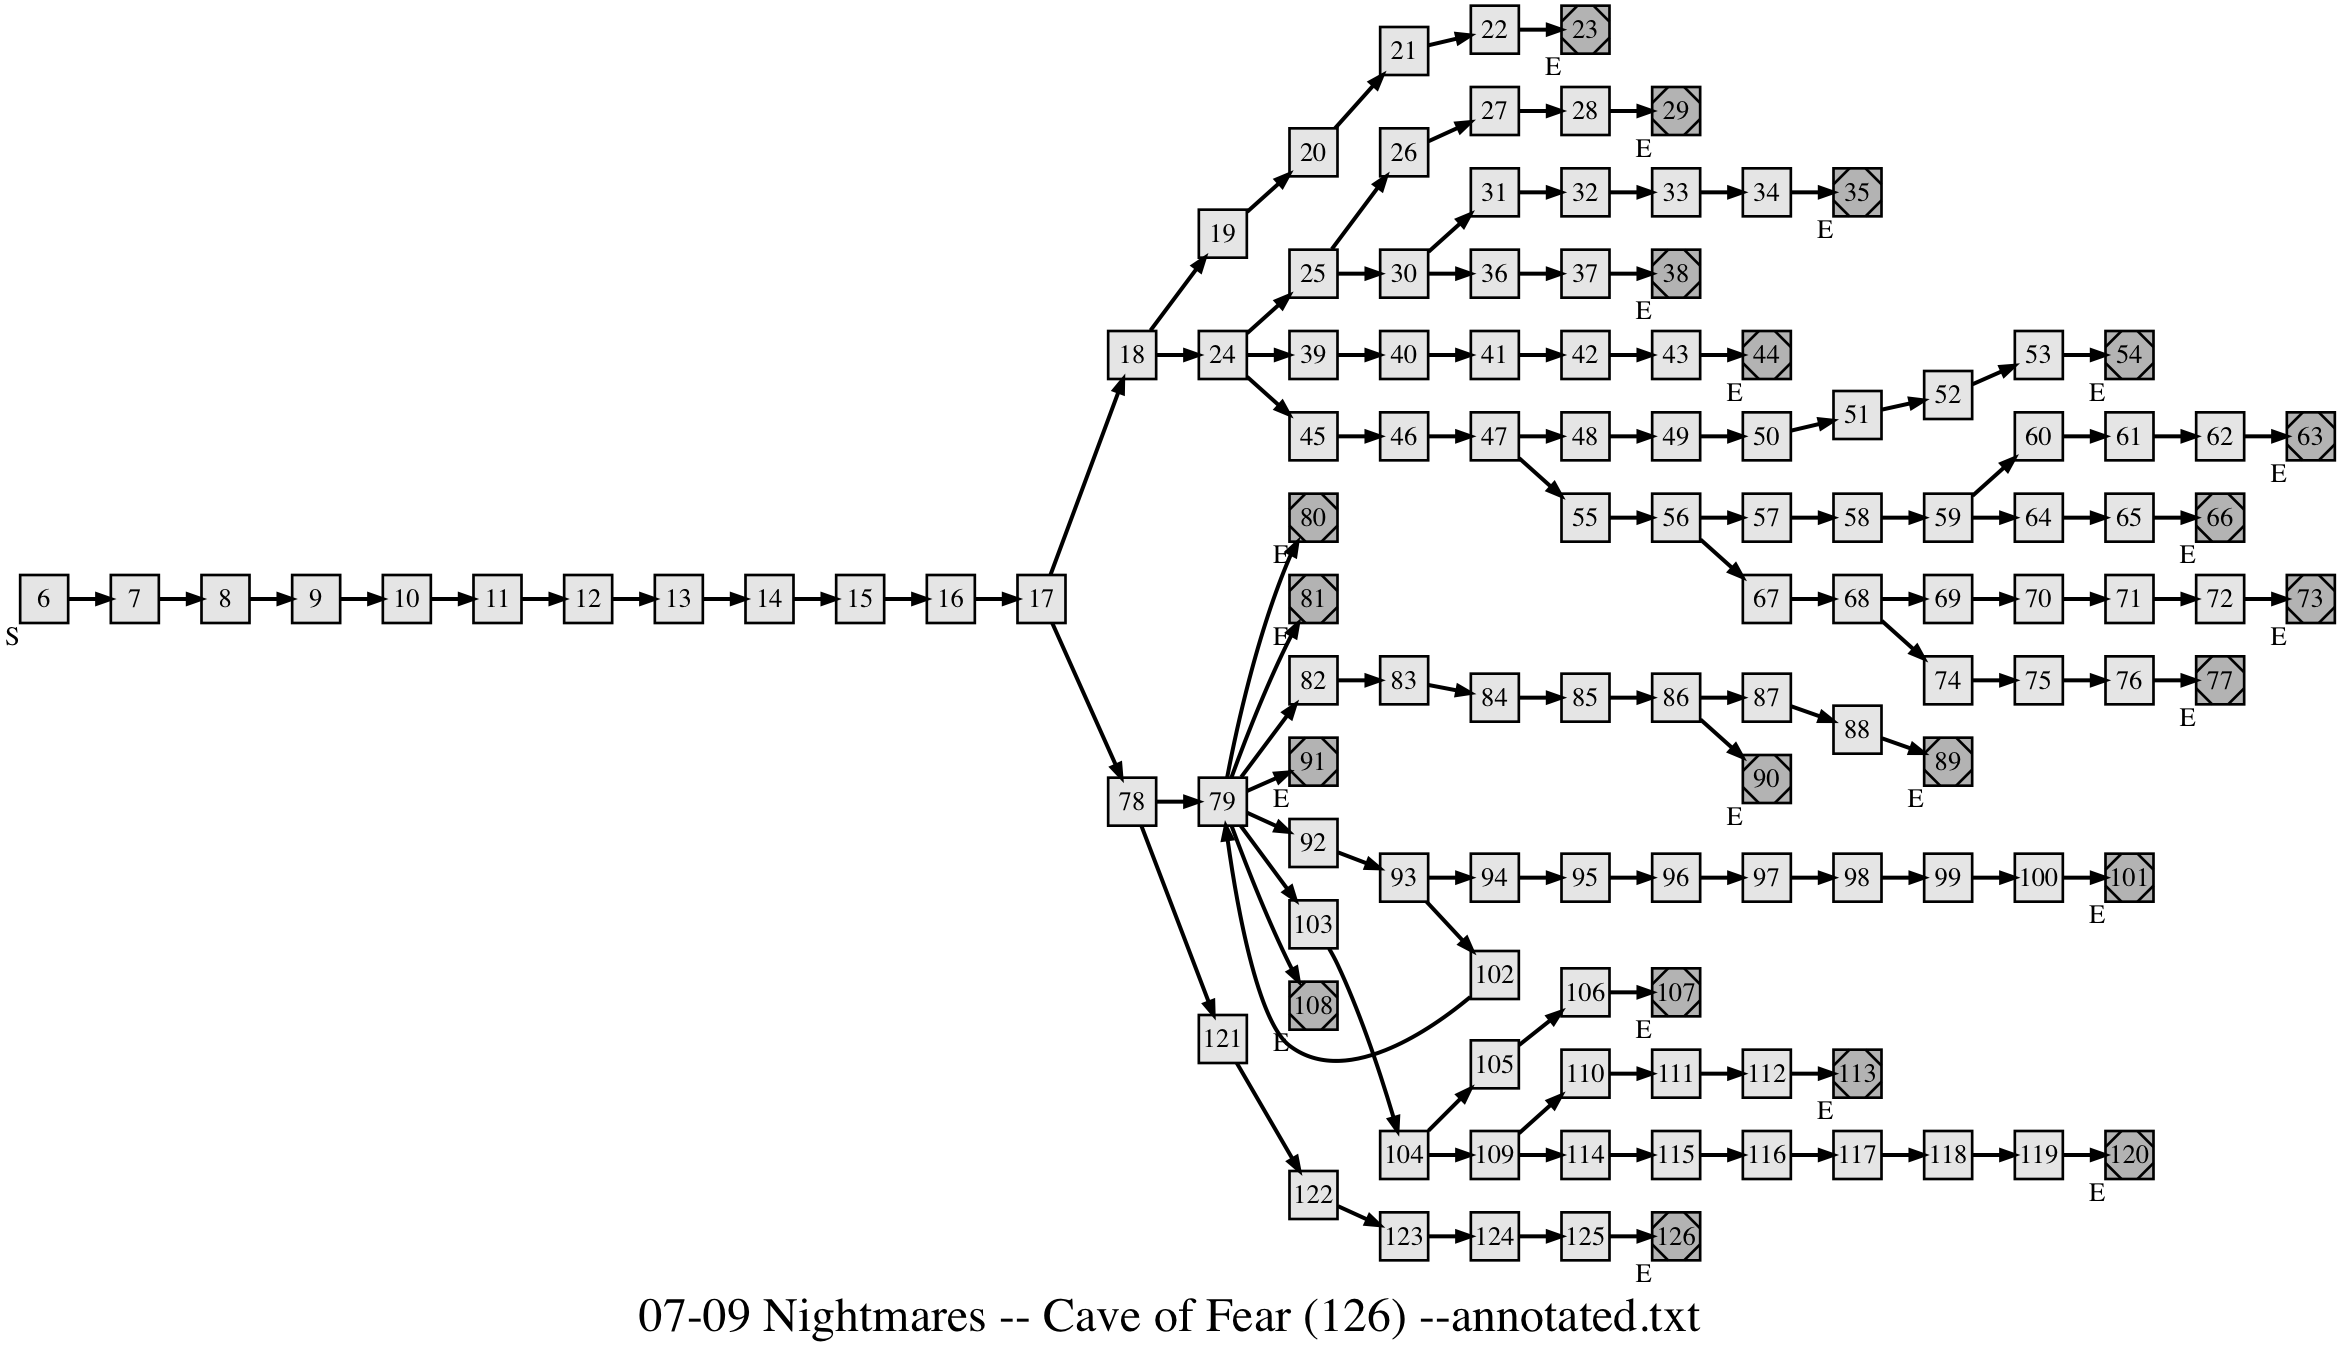 22 23
21
E
27 28 29
20 26
E
31 32 33 34 35
19
E
25 30 36 37 38
E
18 24 39 40 41 42 43 44 53 54
52
E E
51
45 46 47 48 49 50 60 61 62 63
E
80 55 56 57 58 59 64 65 66
E E
6 7 8 9 10 11 12 13 14 15 16 17 81 67 68 69 70 71 72 73
S E E
82 83 84 85 86 87 74 75 76 77
E
88
91 90 89
E E
78 79
E
92
93 94 95 96 97 98 99 100 101
E
103
102
106 107
108
E
121 E
105
110 111 112 113
E
104 109 114 115 116 117 118 119 120
E
122
123 124 125 126
E
07-09 Nightmares -- Cave of Fear (126) --annotated.txt